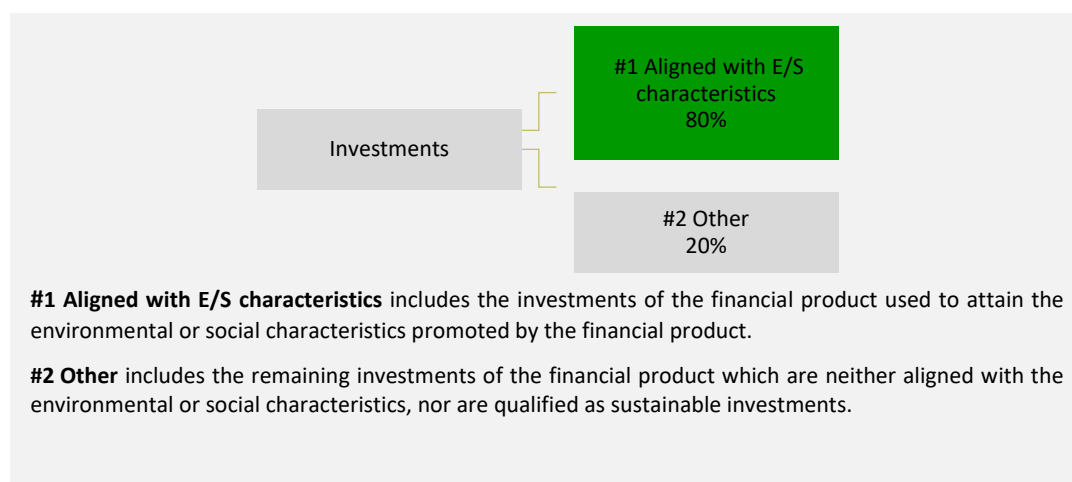 #1 Aligned with E/S
characteristics
80%
Investments
#2 Other
20%
#1 Aligned with E/S characteristics includes the investments of the financial product used to attain the
environmental or social characteristics promoted by the financial product.
#2 Other includes the remaining investments of the financial product which are neither aligned with the
environmental or social characteristics, nor are qualified as sustainable investments.